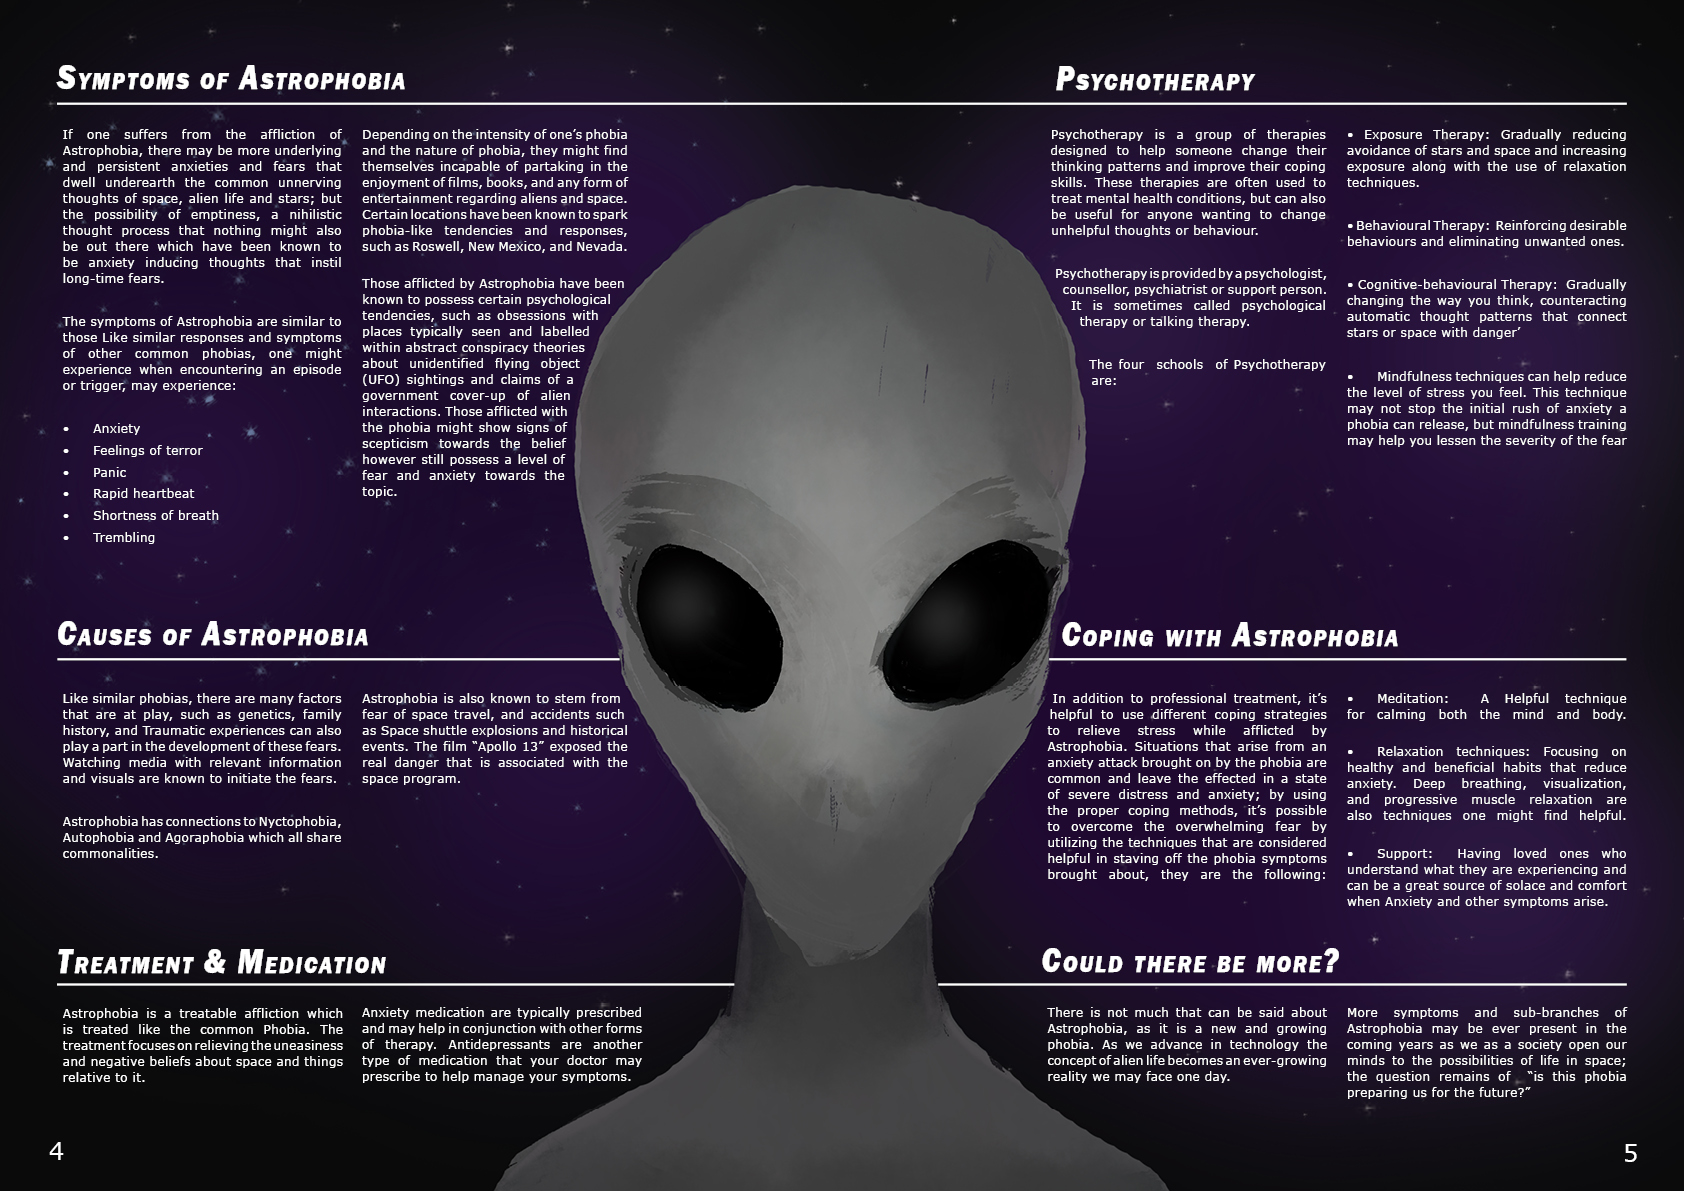 Symptoms of Astrophobia
If one suffers from the affliction of
Astrophobia, there may be more underlying
and persistent anxieties and fears that
dwell underearth the common unnerving
thoughts of space, alien life and stars; but
the possibility of emptiness, a nihilistic
thought process that nothing might also
be out there which have been known to
be anxiety inducing thoughts that instil
long-time fears.
The symptoms of Astrophobia are similar to
those Like similar responses and symptoms
of other common phobias, one might
experience when encountering an episode
or trigger, may experience:
• Anxiety
• Feelings of terror
• Panic
• Rapid heartbeat
• Shortness of breath
• Trembling
Depending on the intensity of one’s phobia
and the nature of phobia, they might find
themselves incapable of partaking in the
enjoyment of films, books, and any form of
entertainment regarding aliens and space.
Certain locations have been known to spark
phobia-like tendencies and responses,
such as Roswell, New Mexico, and Nevada.
Those afflicted by Astrophobia have been
known to possess certain psychological
tendencies, such as obsessions with
places typically seen and labelled
within abstract conspiracy theories
about unidentified flying object
(UFO) sightings and claims of a
government cover-up of alien
interactions. Those afflicted with
the phobia might show signs of
scepticism towards the belief
however still possess a level of
fear and anxiety towards the
topic.
Causes of Astrophobia
Like similar phobias, there are many factors
that are at play, such as genetics, family
history, and Traumatic experiences can also
play a part in the development of these fears.
Watching media with relevant information
and visuals are known to initiate the fears.
Astrophobia has connections to Nyctophobia,
Autophobia and Agoraphobia which all share
commonalities.
Astrophobia is also known to stem from
fear of space travel, and accidents such
as Space shuttle explosions and historical
events. The film “Apollo 13” exposed the
real danger that is associated with the
space program.
Treatment & Medication
Astrophobia is a treatable affliction which
is treated like the common Phobia. The
treatment focuses on relieving the uneasiness
and negative beliefs about space and things
relative to it.
Anxiety medication are typically prescribed
and may help in conjunction with other forms
of therapy. Antidepressants are another
type of medication that your doctor may
prescribe to help manage your symptoms.
4
Psychotherapy
Psychotherapy is a group of therapies
designed to help someone change their
thinking patterns and improve their coping
skills. These therapies are often used to
treat mental health conditions, but can also
be useful for anyone wanting to change
unhelpful thoughts or behaviour.
Psychotherapy is provided by a psychologist,
counsellor, psychiatrist or support person.
It is sometimes called psychological
therapy or talking therapy.
The four schools of Psychotherapy
are:
• Exposure Therapy: Gradually reducing
avoidance of stars and space and increasing
exposure along with the use of relaxation
techniques.
• Behavioural Therapy: Reinforcing desirable
behaviours and eliminating unwanted ones.
• Cognitive-behavioural Therapy: Gradually
changing the way you think, counteracting
automatic thought patterns that connect
stars or space with danger’
• Mindfulness techniques can help reduce
the level of stress you feel. This technique
may not stop the initial rush of anxiety a
phobia can release, but mindfulness training
may help you lessen the severity of the fear
Coping with Astrophobia
In addition to professional treatment, it’s
helpful to use different coping strategies
to relieve stress while afflicted by
Astrophobia. Situations that arise from an
anxiety attack brought on by the phobia are
common and leave the effected in a state
of severe distress and anxiety; by using
the proper coping methods, it’s possible
to overcome the overwhelming fear by
utilizing the techniques that are considered
helpful in staving off the phobia symptoms
brought about, they are the following:
• Meditation: A Helpful technique
for calming both the mind and body.
• Relaxation techniques: Focusing on
healthy and beneficial habits that reduce
anxiety. Deep breathing, visualization,
and progressive muscle relaxation are
also techniques one might find helpful.
• Support: Having loved ones who
understand what they are experiencing and
can be a great source of solace and comfort
when Anxiety and other symptoms arise.
Could there be more?
There is not much that can be said about
Astrophobia, as it is a new and growing
phobia. As we advance in technology the
concept of alien life becomes an ever-growing
reality we may face one day.
More symptoms and sub-branches of
Astrophobia may be ever present in the
coming years as we as a society open our
minds to the possibilities of life in space;
the question remains of “is this phobia
preparing us for the future?”
5